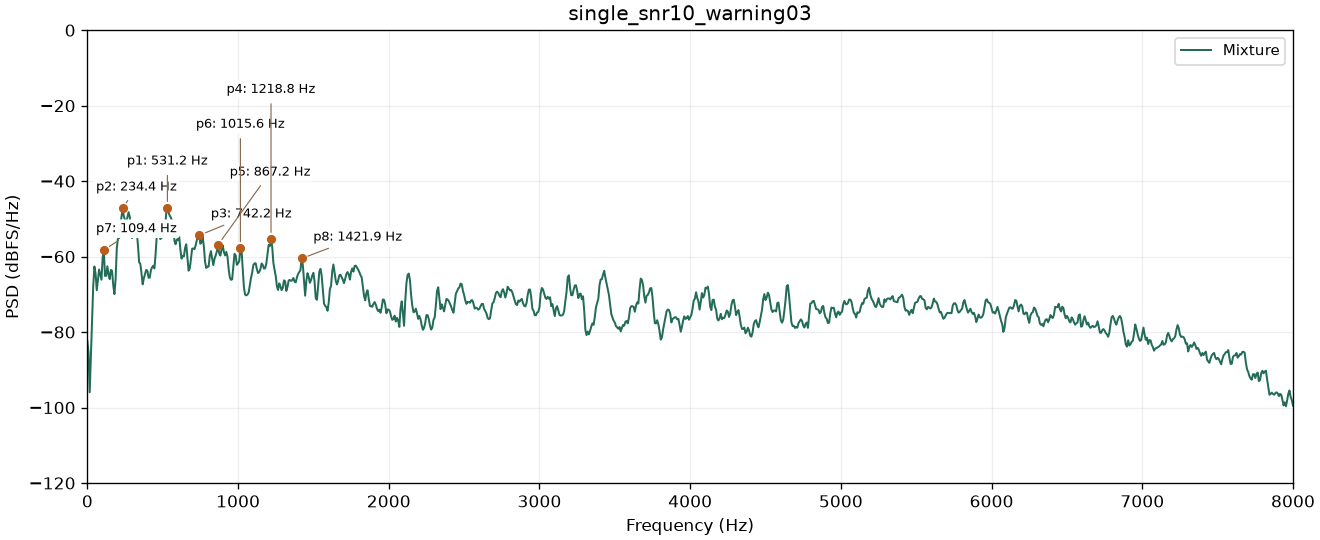 single_snr10_warning03
Mixture
p4: 1218.8 Hz
p6: 1015.6 Hz
p1: 531.2 Hz
p5: 867.2 Hz
p2: 234.4 Hz
p3: 742.2 Hz
p7: 109.4 Hz
p8: 1421.9 Hz
PSD (dBFS/Hz)
0
−20
−40
−60
−80
−100
−120
0 1000 2000 3000 4000 5000 6000 7000 8000
Frequency (Hz)